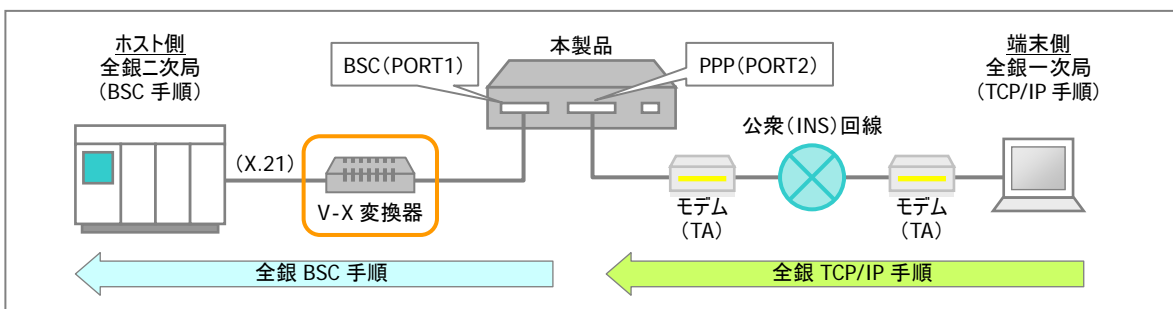 ホスト側
全銀二次局
(BSC 手順)
本製品
BSC(PORT1)
PPP(PORT2)
端末側
全銀一次局
(TCP/IP 手順)
公衆(INS)回線
(X.21)
V-X 変換器
モデム
(TA)
モデム
(TA)
全銀 BSC 手順
全銀 TCP/IP 手順